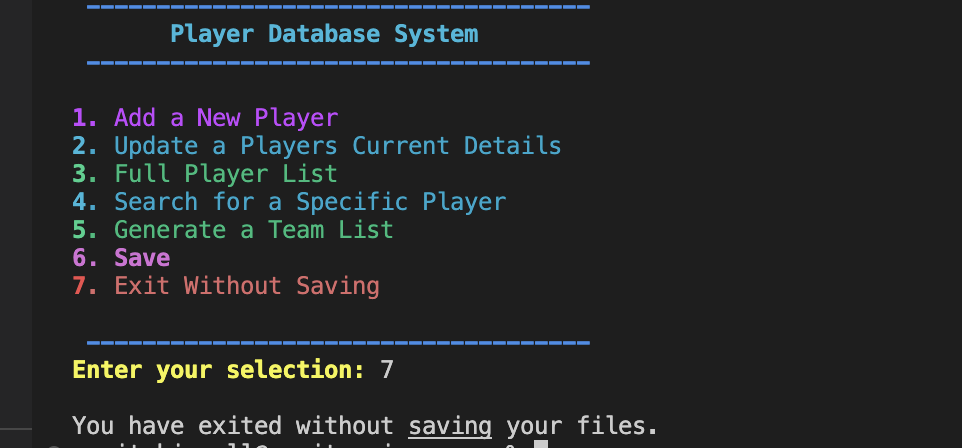 Player Database System
1. Add a New Player
2. Update a Players Current Details
3. Full Player List
4. Search for a Specific Player
5. Generate a Team List
6. Save
7. Exit Without Saving
Enter your selection: 7
You have exited without saving your files.